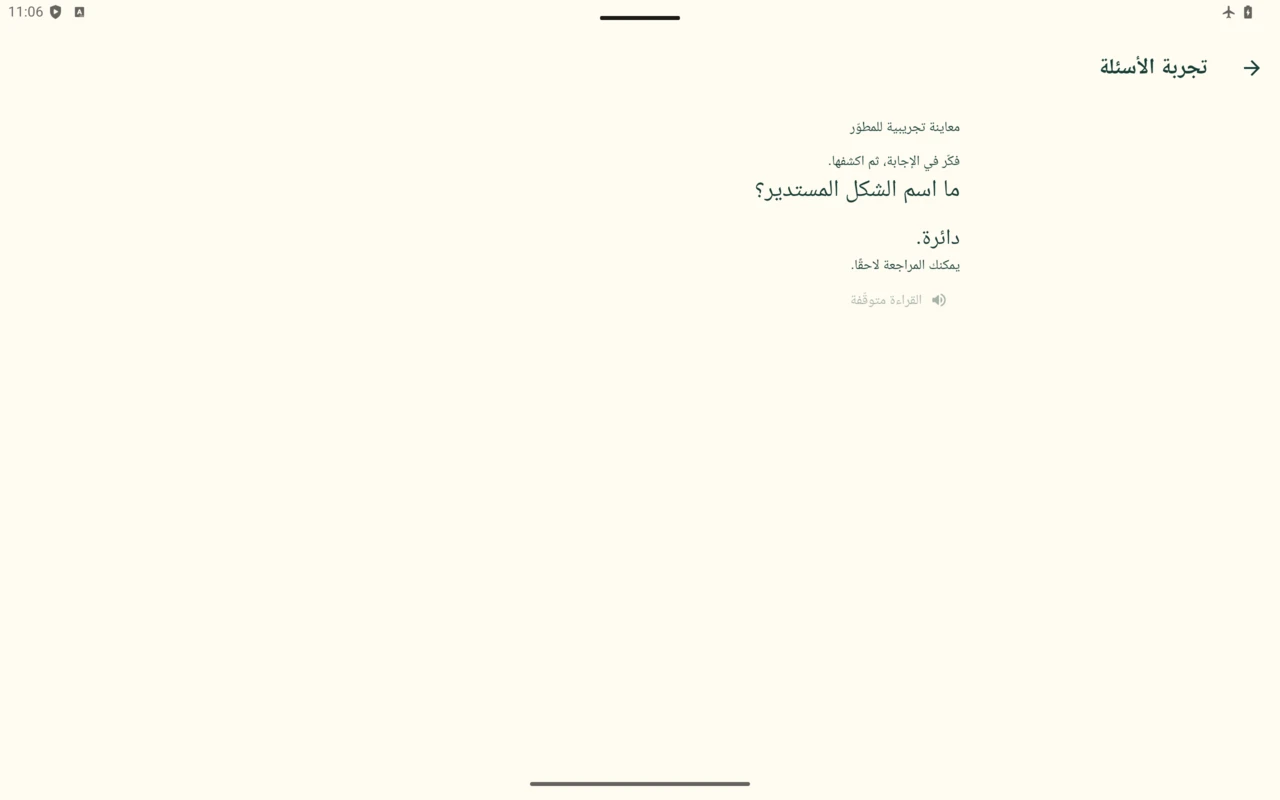 11:06
تجربة الأسئلة
معاينة تجريبية للمطوّر
فكّر في الإجابة، ثم اكشفها.
ما اسم الشكل المستدير؟
دائرة.
يمكنك المراجعة لاحقًا.
القراءة متوقّفة